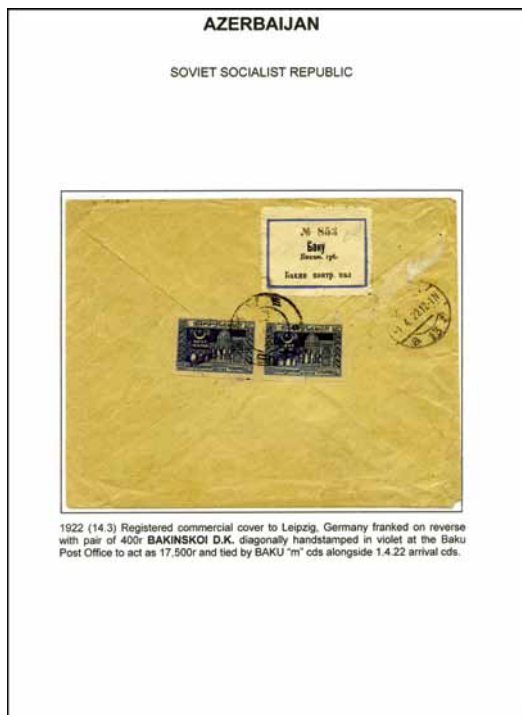 AZERBAIJAN
SOVIET SOCIALIST REPUBLIC
№ 853
Баку
1922 (14.3) Registered commercial cover to Leipzig, Germany franked on reverse
with pair of 400r BAKINSKOI D.K. diagonally handstamped in violet at the Baku
Post Office to act as 17,500r and tied by BAKU "m" cds alongside 1.4.22 arrival cds.